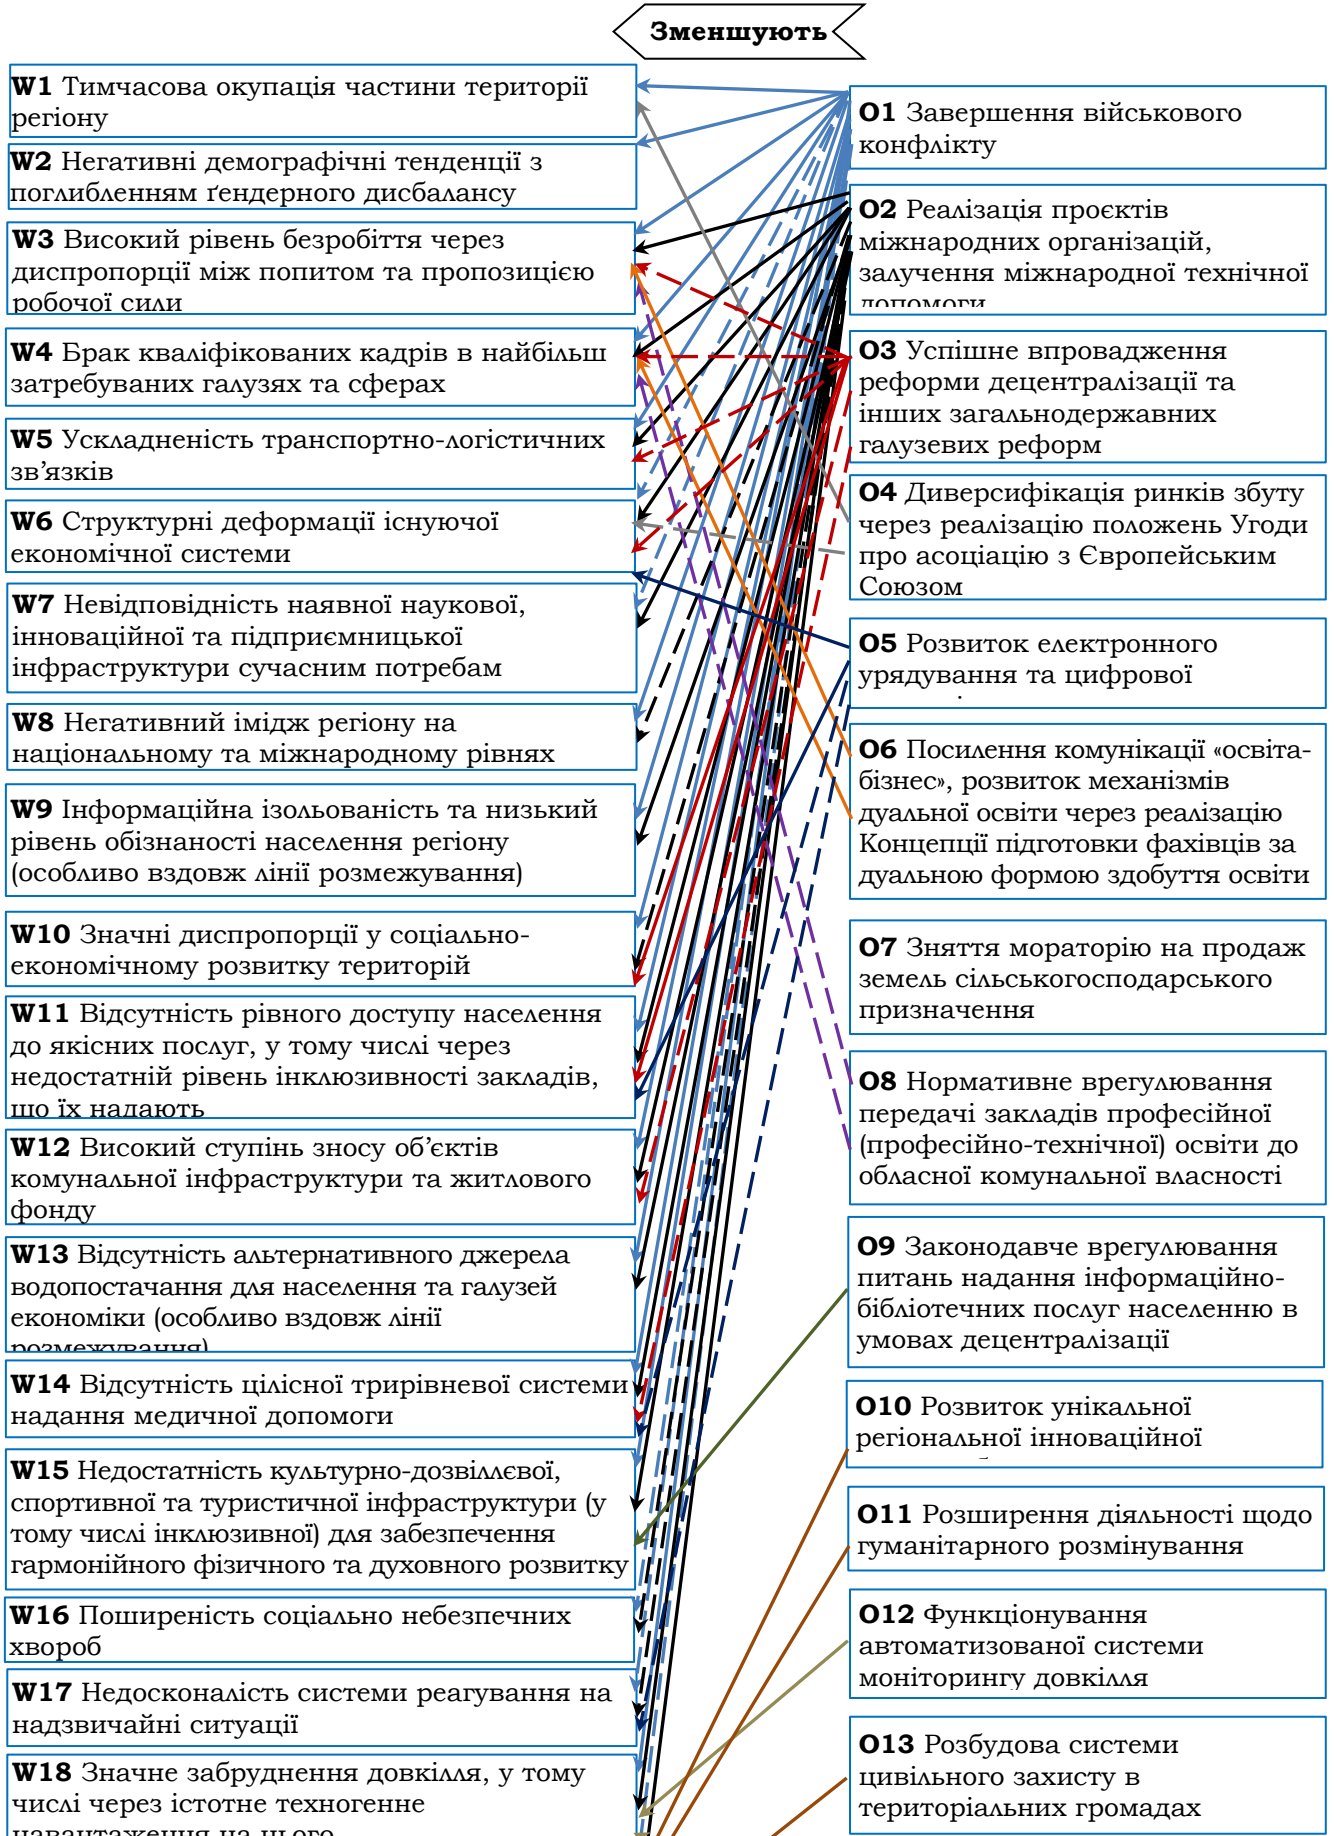 Зменшують
W1 Тимчасова окупація частини території
регіону
W2 Негативні демографічні тенденції з
поглибленням ґендерного дисбалансу
W3 Високий рівень безробіття через
диспропорції між попитом та пропозицією
робочої сили
W4 Брак кваліфікованих кадрів в найбільш
затребуваних галузях та сферах
W5 Ускладненість транспортно-логістичних
зв’язків
W6 Структурні деформації існуючої
економічної системи
W7 Невідповідність наявної наукової,
інноваційної та підприємницької
інфраструктури сучасним потребам
W8 Негативний імідж регіону на
національному та міжнародному рівнях
W9 Інформаційна ізольованість та низький
рівень обізнаності населення регіону
(особливо вздовж лінії розмежування)
W10 Значні диспропорції у соціально-
економічному розвитку територій
W11 Відсутність рівного доступу населення
до якісних послуг, у тому числі через
недостатній рівень інклюзивності закладів,
що їх надають
W12 Високий ступінь зносу об’єктів
комунальної інфраструктури та житлового
фонду
W13 Відсутність альтернативного джерела
водопостачання для населення та галузей
економіки (особливо вздовж лінії
розмежування)
W14 Відсутність цілісної трирівневої системи
надання медичної допомоги
W15 Недостатність культурно-дозвіллєвої,
спортивної та туристичної інфраструктури (у
тому числі інклюзивної) для забезпечення
гармонійного фізичного та духовного розвитку
W16 Поширеність соціально небезпечних
хвороб
W17 Недосконалість системи реагування на
надзвичайні ситуації
W18 Значне забруднення довкілля, у тому
числі через істотне техногенне
навантаження на нього
O1 Завершення військового
конфлікту
O2 Реалізація проєктів
міжнародних організацій,
залучення міжнародної технічної
допомоги
O3 Успішне впровадження
реформи децентралізації та
інших загальнодержавних
галузевих реформ
O4 Диверсифікація ринків збуту
через реалізацію положень Угоди
про асоціацію з Європейським
Союзом
O5 Розвиток електронного
урядування та цифрової
O6 Посилення комунікації «освіта-
бізнес», розвиток механізмів
дуальної освіти через реалізацію
Концепції підготовки фахівців за
дуальною формою здобуття освіти
O7 Зняття мораторію на продаж
земель сільськогосподарського
призначення
O8 Нормативне врегулювання
передачі закладів професійної
(професійно-технічної) освіти до
обласної комунальної власності
O9 Законодавче врегулювання
питань надання інформаційно-
бібліотечних послуг населенню в
умовах децентралізації
O10 Розвиток унікальної
регіональної інноваційної
O11 Розширення діяльності щодо
гуманітарного розмінування
O12 Функціонування
автоматизованої системи
моніторингу довкілля
O13 Розбудова системи
цивільного захисту в
територіальних громадах